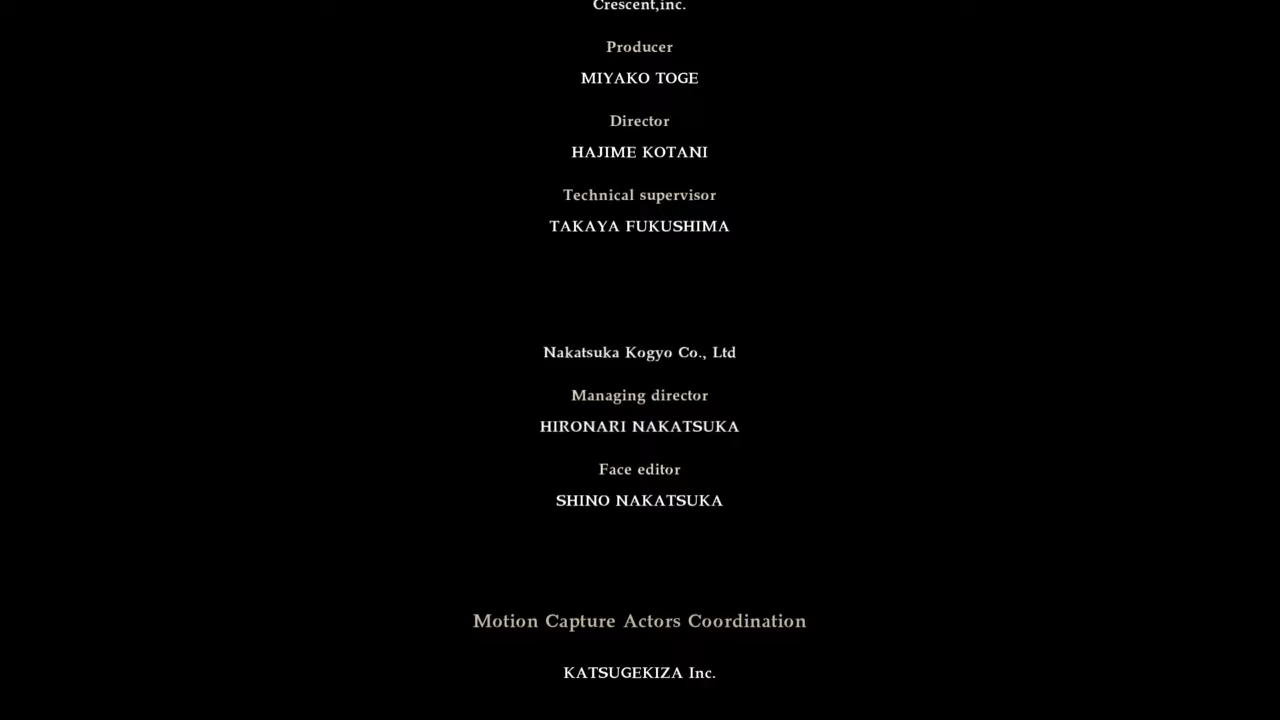 Crescent,inc.
Producer
MIYAKO TOGE
Director
HAJIME KOTANI
Technical supervisor
TAKAYA FUKUSHIMA
Nakatsuka Kogyo Co., Ltd
Managing director
HIRONARI NAKATSUKA
Face editor
SHINO NAKATSUKA
Motion Capture Actors Coordination
KATSUGEKIZA Inc.